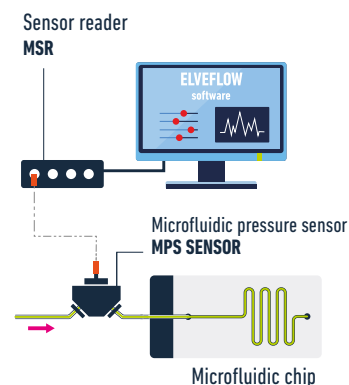 Sensor reader
MSR
ELVEFLOW
software
Microfluidic pressure sensor
MPS SENSOR
Microfluidic chip